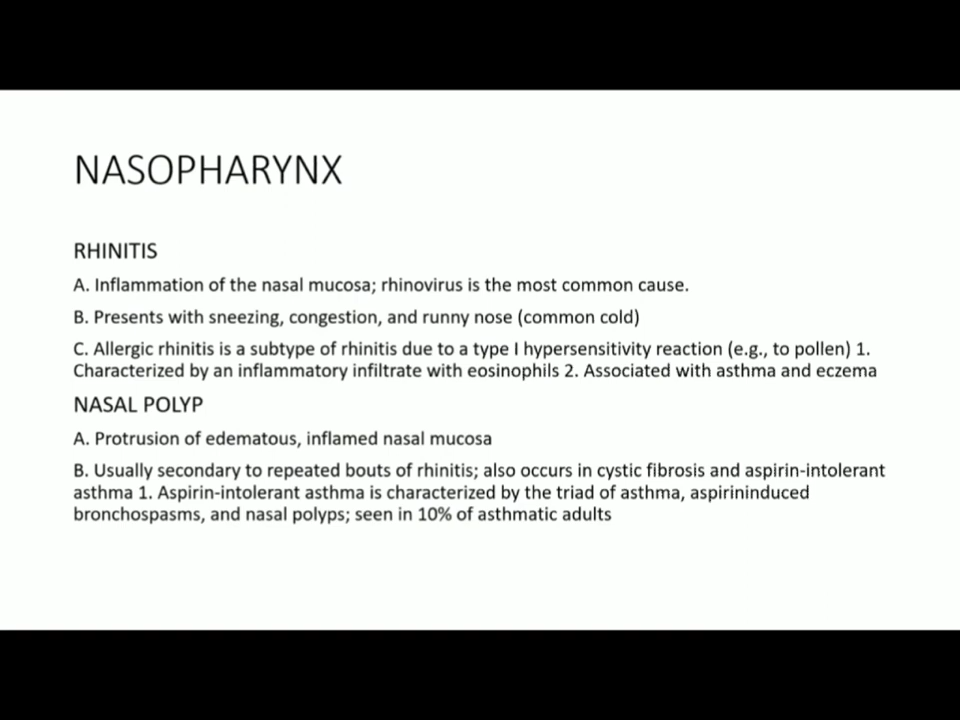 NASOPHARYNX
RHINITIS
A. Inflammation of the nasal mucosa; rhinovirus is the most common cause.
B. Presents with sneezing, congestion, and runny nose (common cold)
C. Allergic rhinitis is a subtype of rhinitis due to a type I hypersensitivity reaction (e.g., to pollen) 1.
Characterized by an inflammatory infiltrate with eosinophils 2. Associated with asthma and eczema
NASAL POLYP
A. Protrusion of edematous, inflamed nasal mucosa
B. Usually secondary to repeated bouts of rhinitis; also occurs in cystic fibrosis and aspirin-intolerant
asthma 1. Aspirin-intolerant asthma is characterized by the triad of asthma, aspirininduced
bronchospasms, and nasal polyps; seen in 10% of asthmatic adults